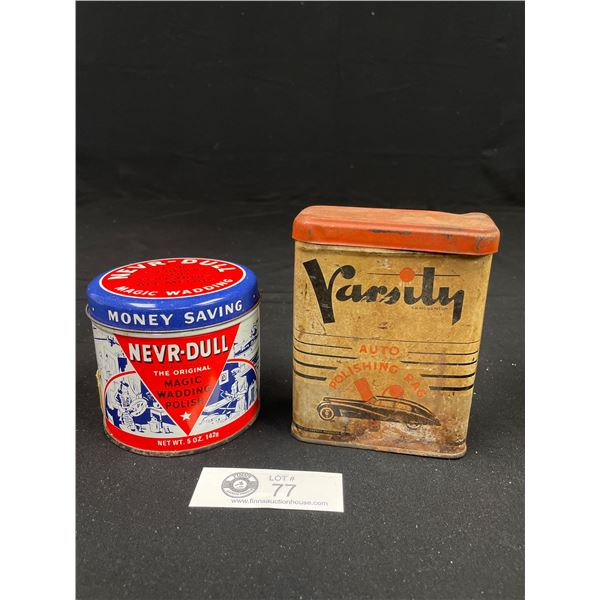 NEVR-DULL
MAGIC WADDING
MONEY SAVING
NEVR-DULL
THE ORIGINAL
MAGIC
WADDING
POLISH
NET WT. 5 OZ. 142g
Varsity
AUTO
POLISHING RAG
LOT #
77
www.finnsauctionhouse.com